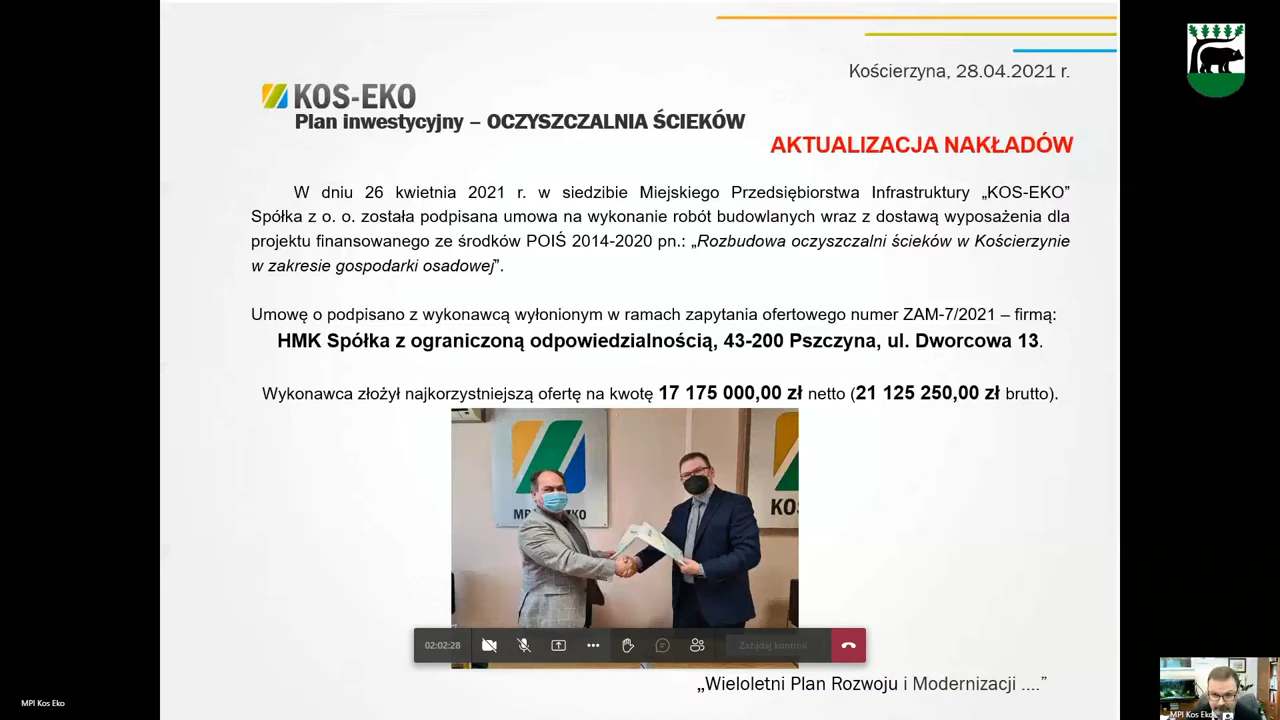 Kościerzyna, 28.04.2021 r.
KOS-EKO
Plan inwestycyjny – OCZYSZCZALNIA ŚCIEKÓW
AKTUALIZACJA NAKŁADÓW
W dniu 26 kwietnia 2021 r. w siedzibie Miejskiego Przedsiębiorstwa Infrastruktury „KOS-EKO”
Spółka z o. o. została podpisana umowa na wykonanie robót budowlanych wraz z dostawą wyposażenia dla
projektu finansowanego ze środków POIŚ 2014-2020 pn.: „Rozbudowa oczyszczalni ścieków w Kościerzynie
w zakresie gospodarki osadowej”.
Umowę o podpisano z wykonawcą wyłonionym w ramach zapytania ofertowego numer ZAM-7/2021 – firmą:
HMK Spółka z ograniczoną odpowiedzialnością, 43-200 Pszczyna, ul. Dworcowa 13.
Wykonawca złożył najkorzystniejszą ofertę na kwotę 17 175 000,00 zł netto (21 125 250,00 zł brutto).
KO
02:02:28
Zażądaj kontroli
„Wieloletni Plan Rozwoju i Modernizacji ....”
MPI Kos Eko
MPI Kos Eko